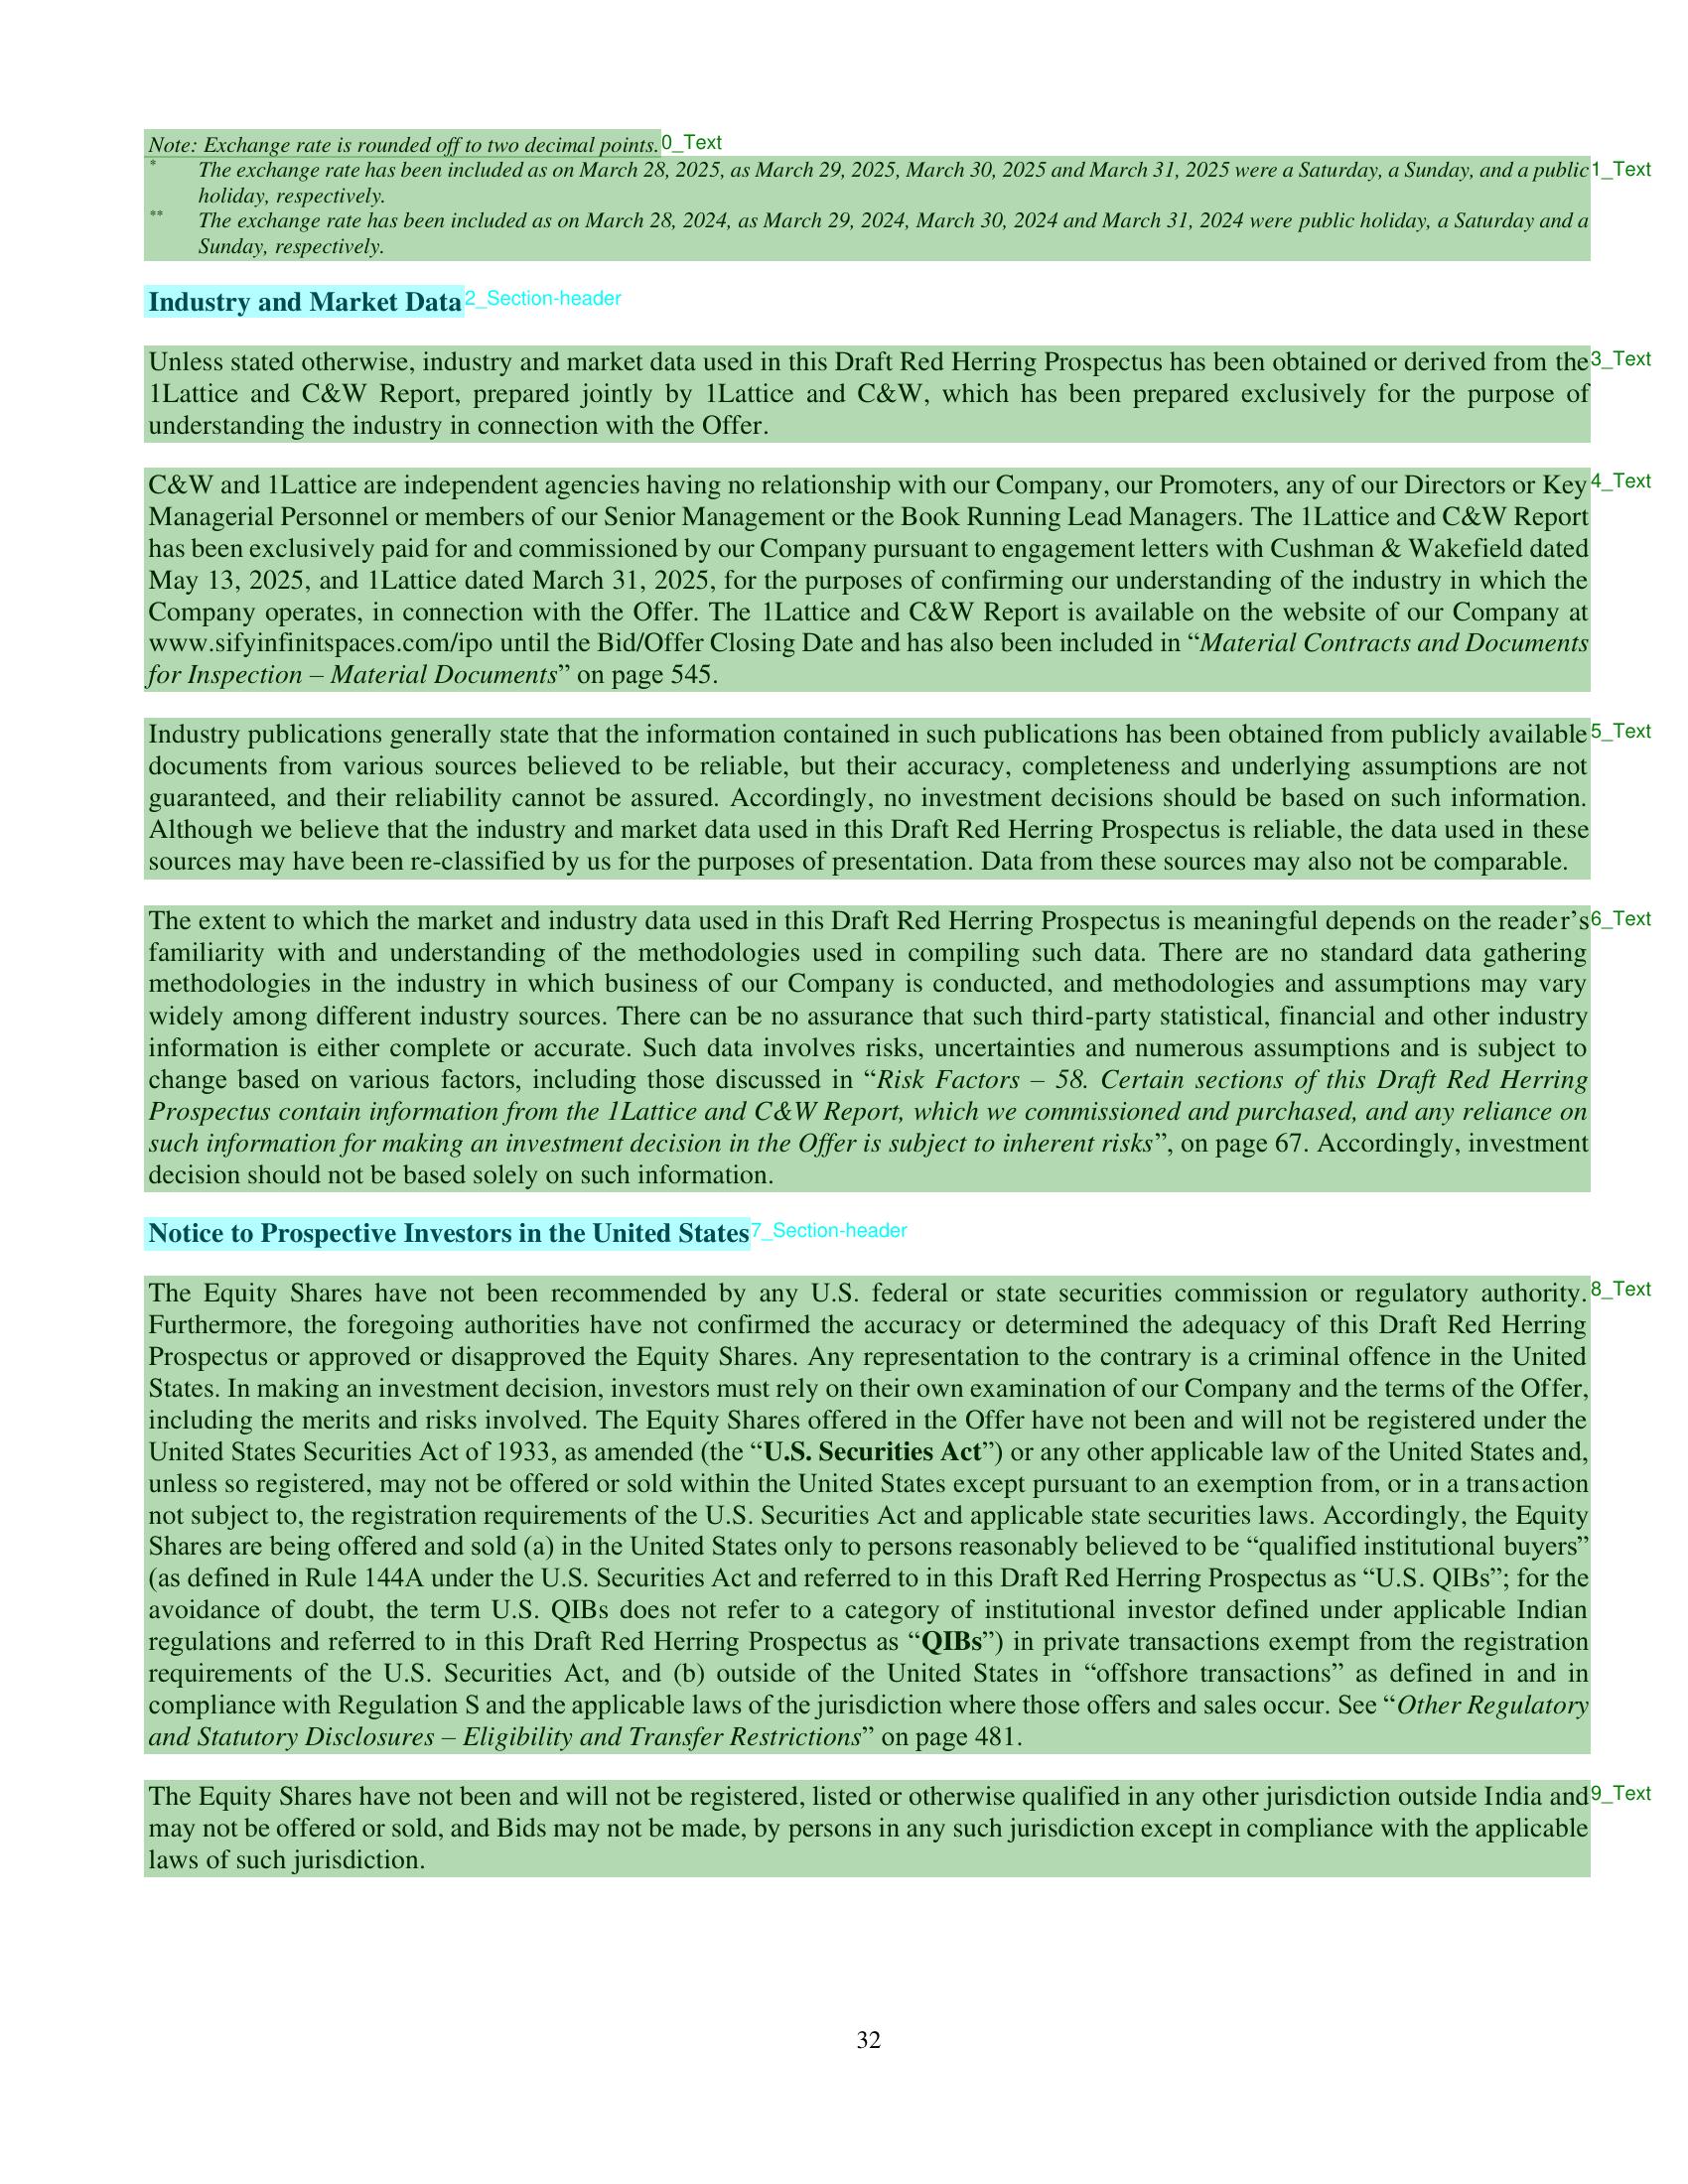 Note: Exchange rate is rounded off to two decimal points.0_Text
* The exchange rate has been included as on March 28, 2025, as March 29, 2025, March 30, 2025 and March 31, 2025 were a Saturday, a Sunday, and a public 1_Text
holiday, respectively.
** The exchange rate has been included as on March 28, 2024, as March 29, 2024, March 30, 2024 and March 31, 2024 were public holiday, a Saturday and a
Sunday, respectively.
Industry and Market Data 2_Section-header
Unless stated otherwise, industry and market data used in this Draft Red Herring Prospectus has been obtained or derived from the 3_Text
1Lattice and C&W Report, prepared jointly by 1Lattice and C&W, which has been prepared exclusively for the purpose of
understanding the industry in connection with the Offer.
C&W and 1Lattice are independent agencies having no relationship with our Company, our Promoters, any of our Directors or Key 4_Text
Managerial Personnel or members of our Senior Management or the Book Running Lead Managers. The 1Lattice and C&W Report
has been exclusively paid for and commissioned by our Company pursuant to engagement letters with Cushman & Wakefield dated
May 13, 2025, and 1Lattice dated March 31, 2025, for the purposes of confirming our understanding of the industry in which the
Company operates, in connection with the Offer. The 1Lattice and C&W Report is available on the website of our Company at
www.sifyinfinitspaces.com/ipo until the Bid/Offer Closing Date and has also been included in “Material Contracts and Documents
for Inspection – Material Documents” on page 545.
Industry publications generally state that the information contained in such publications has been obtained from publicly available 5_Text
documents from various sources believed to be reliable, but their accuracy, completeness and underlying assumptions are not
guaranteed, and their reliability cannot be assured. Accordingly, no investment decisions should be based on such information.
Although we believe that the industry and market data used in this Draft Red Herring Prospectus is reliable, the data used in these
sources may have been re-classified by us for the purposes of presentation. Data from these sources may also not be comparable.
The extent to which the market and industry data used in this Draft Red Herring Prospectus is meaningful depends on the reader’s 6_Text
familiarity with and understanding of the methodologies used in compiling such data. There are no standard data gathering
methodologies in the industry in which business of our Company is conducted, and methodologies and assumptions may vary
widely among different industry sources. There can be no assurance that such third-party statistical, financial and other industry
information is either complete or accurate. Such data involves risks, uncertainties and numerous assumptions and is subject to
change based on various factors, including those discussed in “Risk Factors – 58. Certain sections of this Draft Red Herring
Prospectus contain information from the 1Lattice and C&W Report, which we commissioned and purchased, and any reliance on
such information for making an investment decision in the Offer is subject to inherent risks”, on page 67. Accordingly, investment
decision should not be based solely on such information.
Notice to Prospective Investors in the United States 7_Section-header
The Equity Shares have not been recommended by any U.S. federal or state securities commission or regulatory authority. 8_Text
Furthermore, the foregoing authorities have not confirmed the accuracy or determined the adequacy of this Draft Red Herring
Prospectus or approved or disapproved the Equity Shares. Any representation to the contrary is a criminal offence in the United
States. In making an investment decision, investors must rely on their own examination of our Company and the terms of the Offer,
including the merits and risks involved. The Equity Shares offered in the Offer have not been and will not be registered under the
United States Securities Act of 1933, as amended (the “U.S. Securities Act”) or any other applicable law of the United States and,
unless so registered, may not be offered or sold within the United States except pursuant to an exemption from, or in a transaction
not subject to, the registration requirements of the U.S. Securities Act and applicable state securities laws. Accordingly, the Equity
Shares are being offered and sold (a) in the United States only to persons reasonably believed to be “qualified institutional buyers”
(as defined in Rule 144A under the U.S. Securities Act and referred to in this Draft Red Herring Prospectus as “U.S. QIBs”; for the
avoidance of doubt, the term U.S. QIBs does not refer to a category of institutional investor defined under applicable Indian
regulations and referred to in this Draft Red Herring Prospectus as “QIBs”) in private transactions exempt from the registration
requirements of the U.S. Securities Act, and (b) outside of the United States in “offshore transactions” as defined in and in
compliance with Regulation S and the applicable laws of the jurisdiction where those offers and sales occur. See “Other Regulatory
and Statutory Disclosures – Eligibility and Transfer Restrictions” on page 481.
The Equity Shares have not been and will not be registered, listed or otherwise qualified in any other jurisdiction outside India and 9_Text
may not be offered or sold, and Bids may not be made, by persons in any such jurisdiction except in compliance with the applicable
laws of such jurisdiction.
32